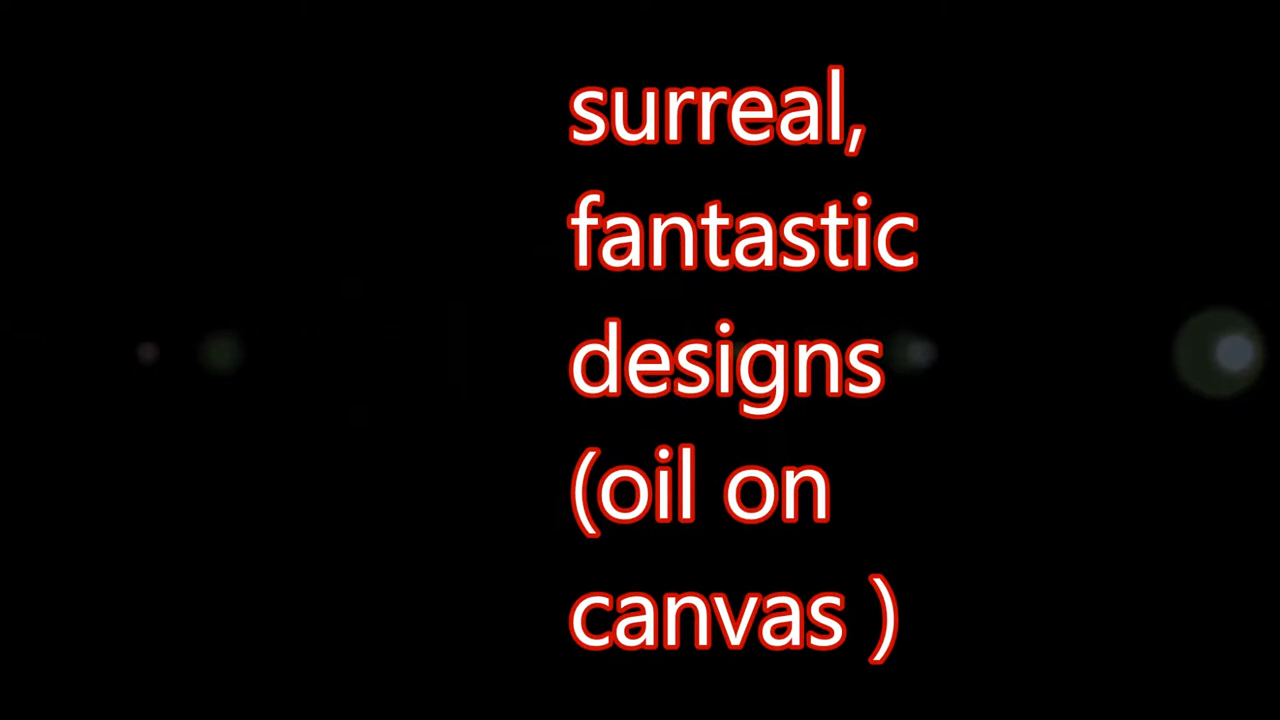 surreal,
fantastic
designs
(oil on
canvas )